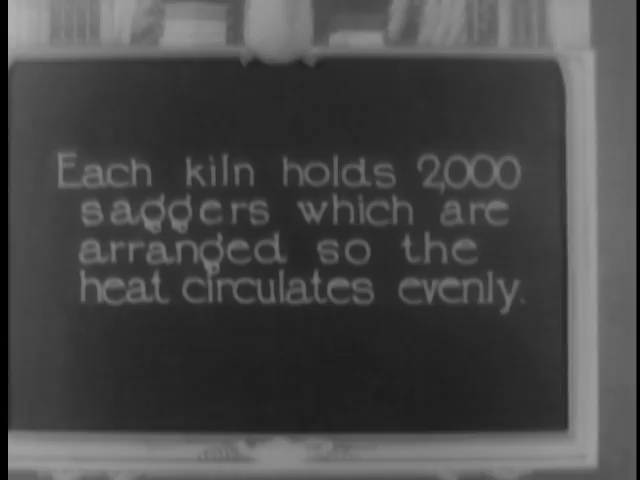 Each kiln holds 2,000
saggers which are
arranged so the
heat circulates evenly.